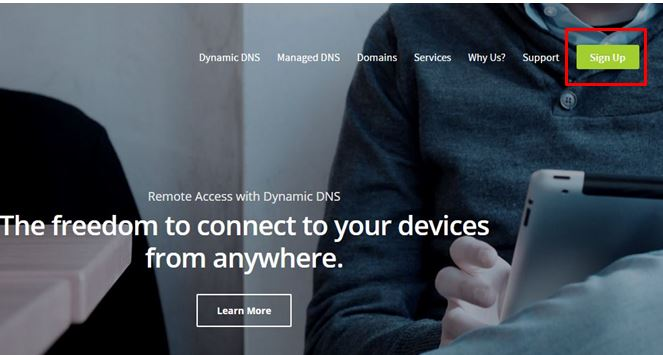 Dynamic DNS Managed DNS Domains Services Why Us? Support Sign Up
Remote Access with Dynamic DNS
The freedom to connect to your devices
from anywhere.
Learn More